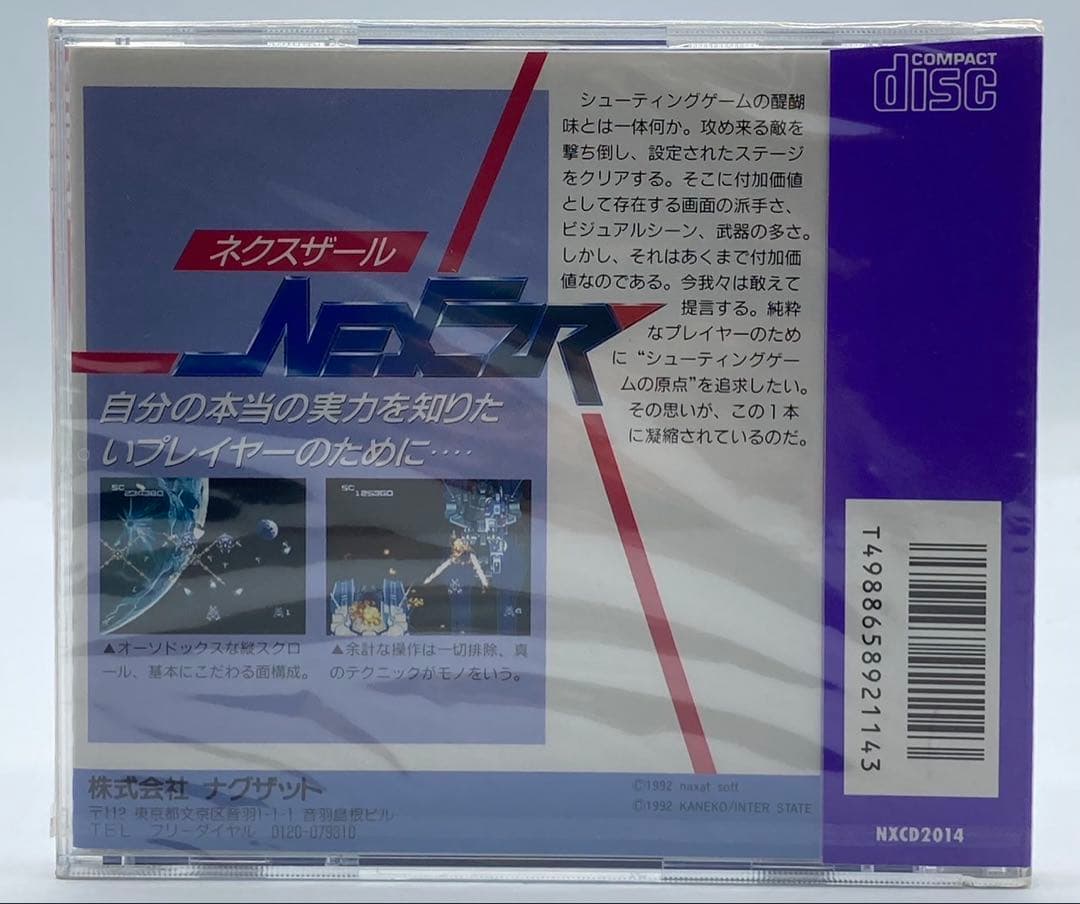 COMPACT
disc
シューティングゲームの醍醐
味とは一体何か。攻め来る敵を
撃ち倒し、設定されたステージ
をクリアする。そこに付加価値
として存在する画面の派手さ、
ビジュアルシーン、武器の多さ。
しかし、それはあくまで付加価
値なのである。今我々は敢えて
提言する。純粋
なプレイヤーのため
に“シューティングゲー
ムの原点”を追求したい。
その思いが、この1本
に凝縮されているのだ。
ネクスザール
NEXZR
自分の本当の実力を知りた
いプレイヤーのために‥‥
SC
SC
125360
▲オーソドックスな縦スクロ
ール、基本にこだわる面構成。
▲余計な操作は一切排除、真
のテクニックがモノをいう。
T4988658921143
株式会社 ナグザット
〒112 東京都文京区音羽1-1-1 音羽島根ビル
TEL フリーダイヤル 0120-079810
©1992 naxat soft
©1992 KANEKO/INTER STATE
NXCD2014